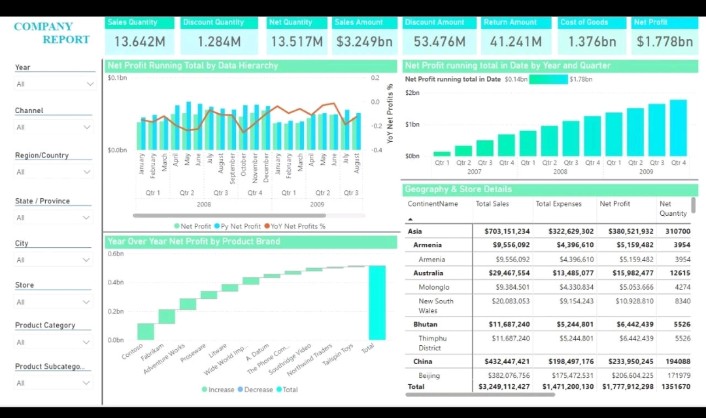 COMPANY
REPORT
Sales Quantity
13.642M
Discount Quantity
1.284M
Net Quantity
13.517M
Sales Amount
$3.249bn
Discount Amount
53.476M
Return Amount
41.241M
Cost of Goods
1.376bn
Net Profit
$1.778bn
Year
All
Channel
All
Region/Country
All
State / Province
All
City
All
Store
All
Product Category
All
Product Subcatego...
All
Net Profit Running Total by Data Hierarchy
$0.1bn
$0.0bn
0.2
0.0
-0.2
-0.4
YoY Net Profits %
January February March April May June July August September October November December January February March April May June July August
Qtr 1 Qtr 2 Qtr 3 Qtr 4 Qtr 1 Qtr 2 Qtr 3
2008 2009
Net Profit Py Net Profit YoY Net Profits %
Net Profit running total in Date by Year and Quarter
Net Profit running total in Date $0.14bn $1.78bn
$2bn
$1bn
$0bn
Qtr 1 Qtr 2 Qtr 3 Qtr 4 Qtr 1 Qtr 2 Qtr 3 Qtr 4 Qtr 1 Qtr 2 Qtr 3 Qtr 4
2007 2008 2009
Year Over Year Net Profit by Product Brand
0.6bn
0.4bn
0.2bn
0.0bn
Contoso Fabrikam Adventure Works Proseware Litware Wide World Imp... A. Datum The Phone Com... Southridge Video Northwind Traders Tailspin Toys Total
Increase Decrease Total
Geography & Store Details
ContinentName Total Sales Total Expenses Net Profit Net
Quantity
Asia $703,151,234 $322,629,302 $380,521,932 310700
Armenia $9,556,092 $4,396,610 $5,159,482 3954
Armenia $9,556,092 $4,396,610 $5,159,482 3954
Australia $29,467,554 $13,485,077 $15,982,477 12615
Molonglo $9,384,501 $4,330,834 $5,053,666 4274
New South $20,083,053 $9,154,243 $10,928,810 8340
Wales
Bhutan $11,687,240 $5,244,801 $6,442,439 5526
Thimphu $11,687,240 $5,244,801 $6,442,439 5526
District
China $432,447,421 $198,497,176 $233,950,245 194088
Beijing $382,076,756 $175,472,531 $206,604,225 171979
Total $3,249,112,427 $1,471,200,130 $1,777,912,298 1351670